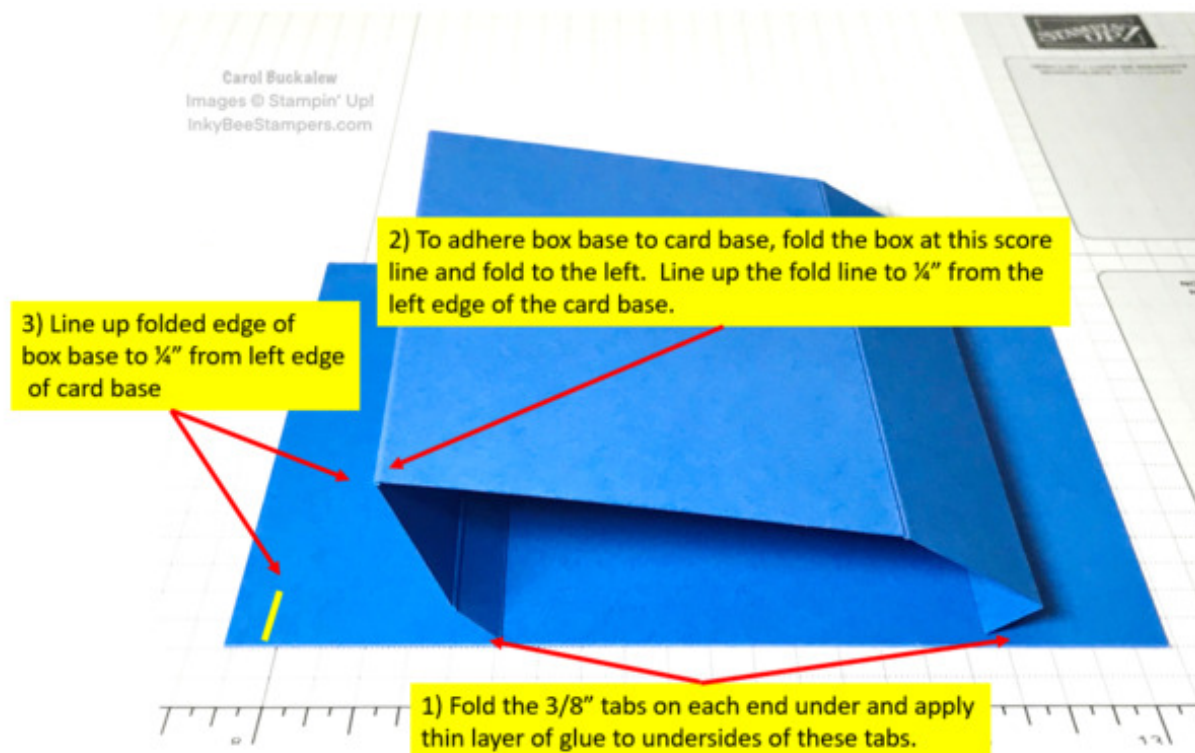 STAMPIN' UP!
Carol Buckalew
Images © Stampin' Up!
InkyBeeStampers.com
2) To adhere box base to card base, fold the box at this score
line and fold to the left.  Line up the fold line to ¼” from the
left edge of the card base.
3) Line up folded edge of
box base to ¼” from left edge
of card base
1) Fold the 3/8” tabs on each end under and apply
thin layer of glue to undersides of these tabs.